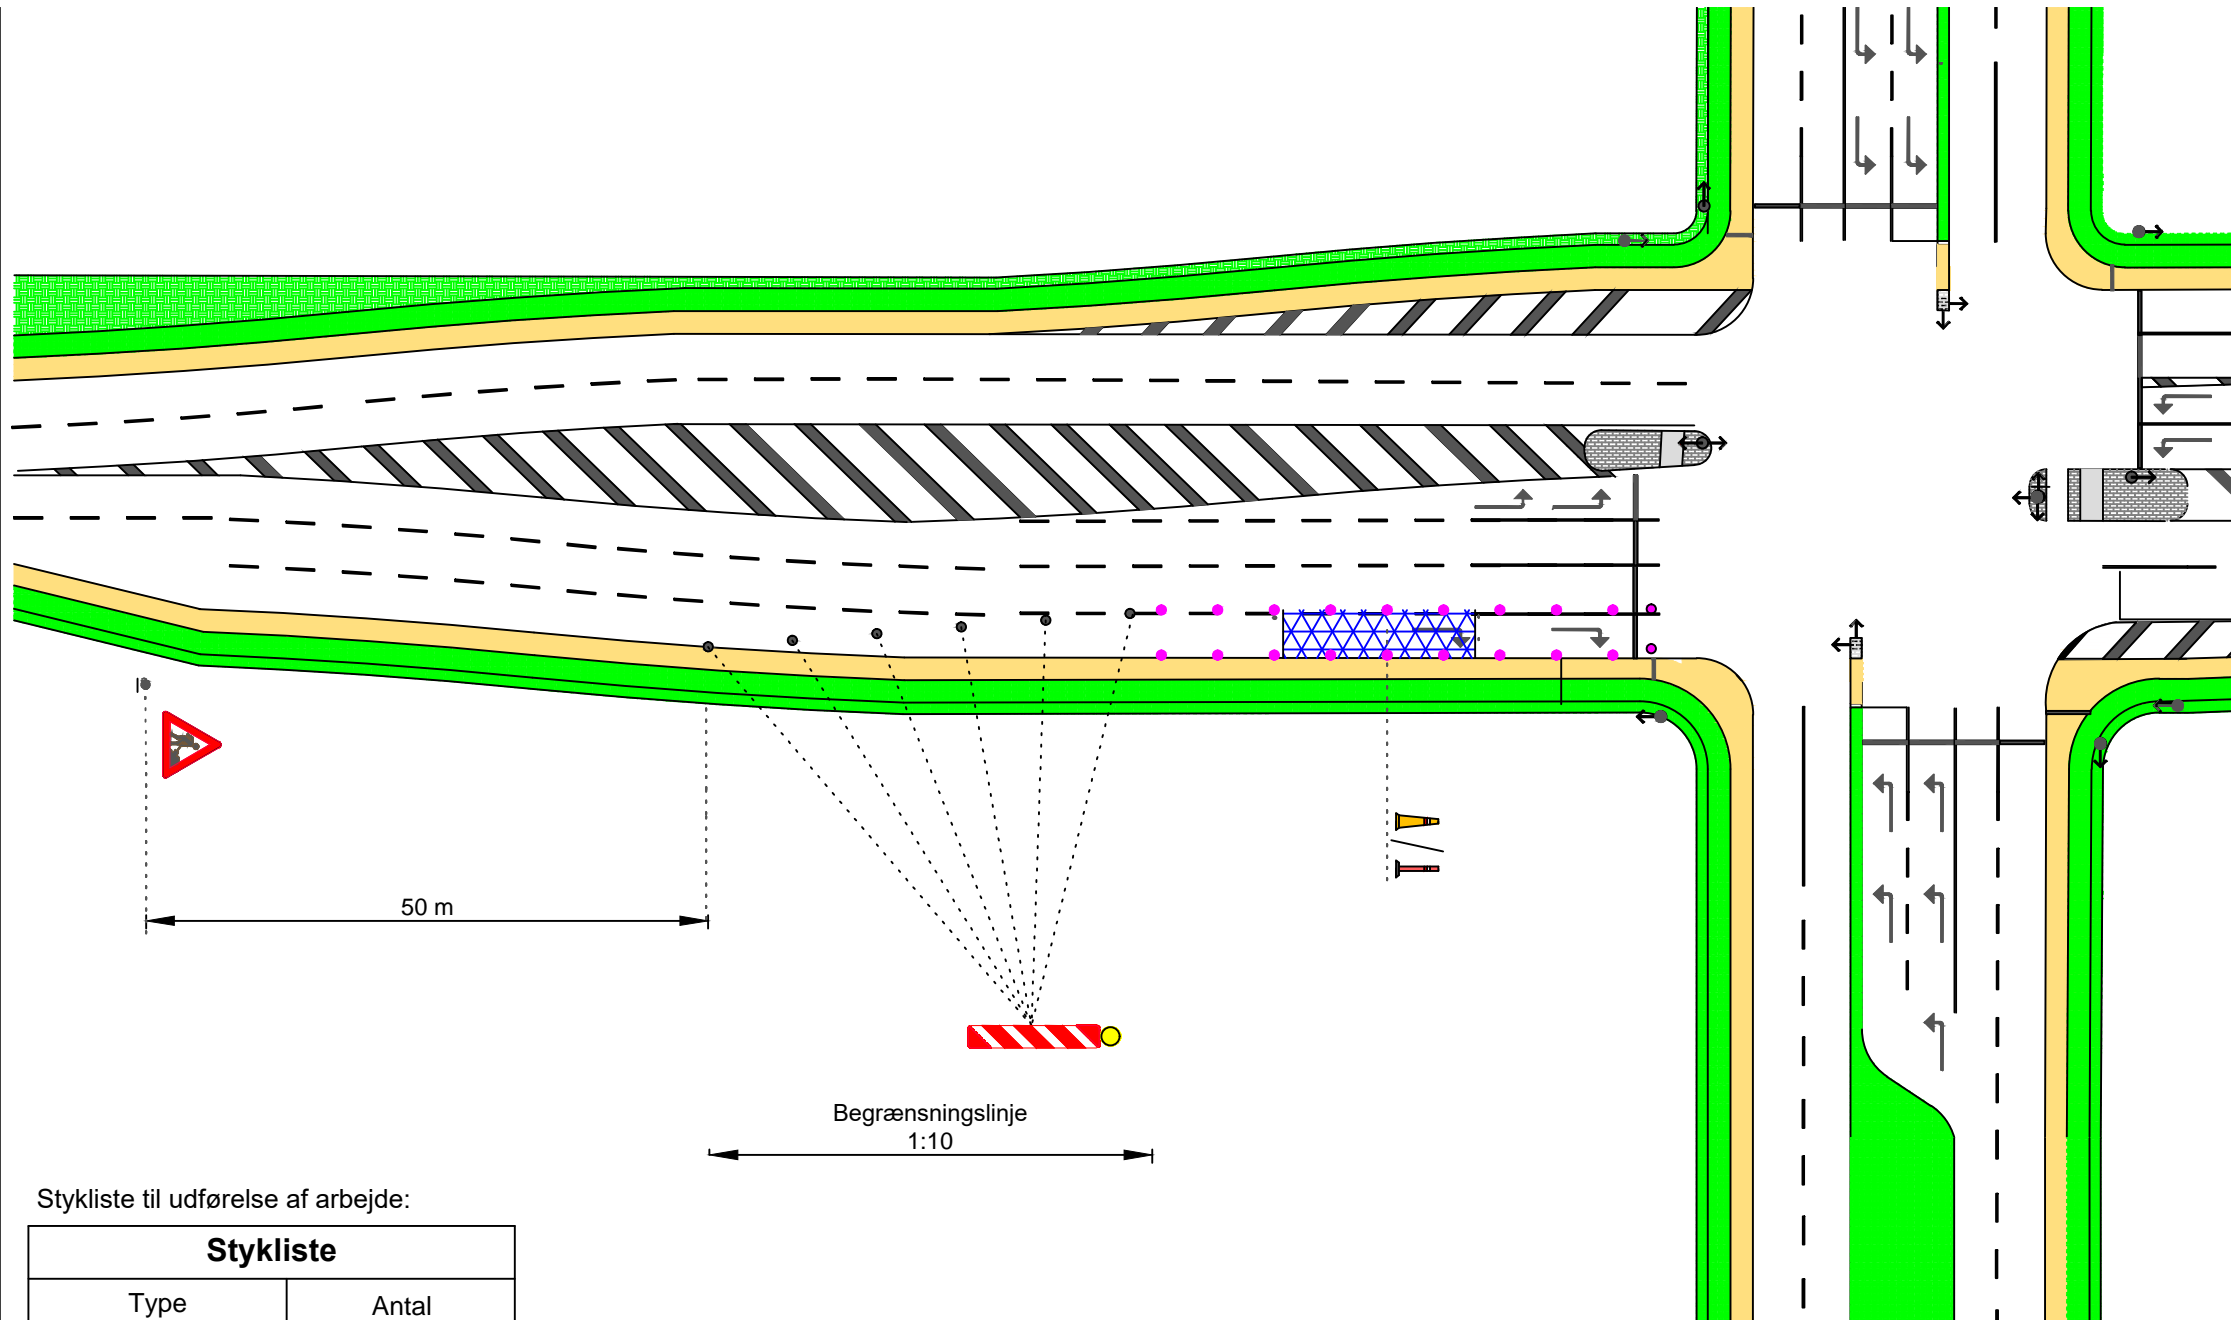 50 m
Begrænsningslinje
1:10
Stykliste til udførelse af arbejde:
Stykliste
Type
Antal